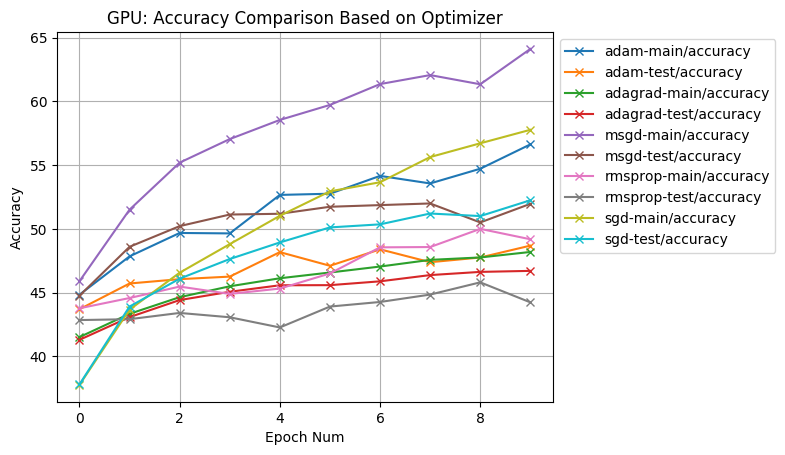 GPU: Accuracy Comparison Based on Optimizer
65
60
55
50
45
40
Accuracy
0 2 4 6 8
Epoch Num
adam-main/accuracy
adam-test/accuracy
adagrad-main/accuracy
adagrad-test/accuracy
msgd-main/accuracy
msgd-test/accuracy
rmsprop-main/accuracy
rmsprop-test/accuracy
sgd-main/accuracy
sgd-test/accuracy